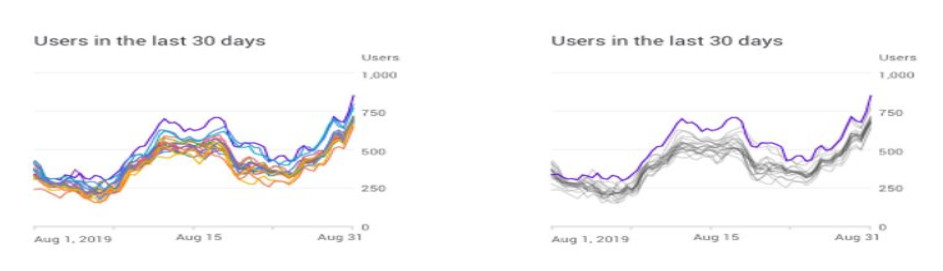 Users in the last 30 days
Users
1,000
750
500
250
0
Aug 1, 2019 Aug 15 Aug 31
Users in the last 30 days
Users
1,000
750
500
250
0
Aug 1, 2019 Aug 15 Aug 31